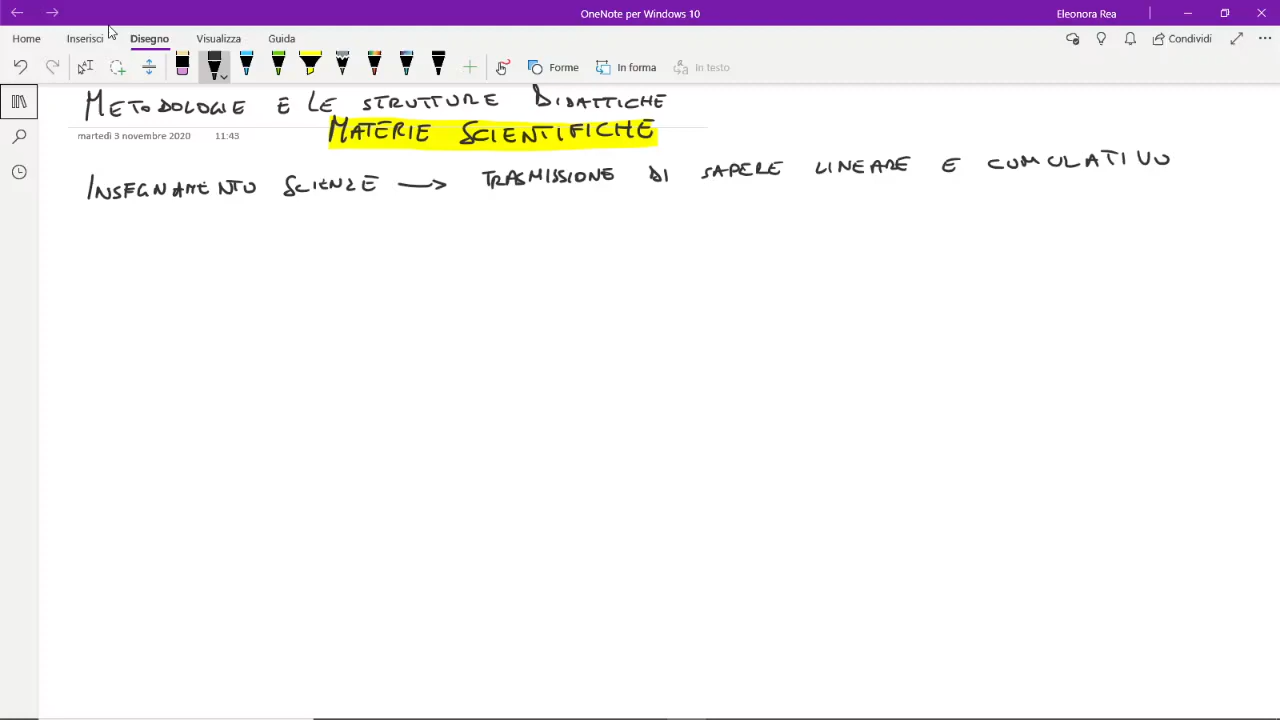 OneNote per Windows 10
Eleonora Rea
Home Inserisci Disegno Visualizza Guida
Condividi
Forme In forma In testo
METODOLOGIE E LE STRUTTURE DIDATTICHE
martedì 3 novembre 2020 11:43
MATERIE SCIENTIFICHE
INSEGNAMENTO SCIENZE → TRASMISSIONE DI SAPERE LINEARE E CUMULATIVO